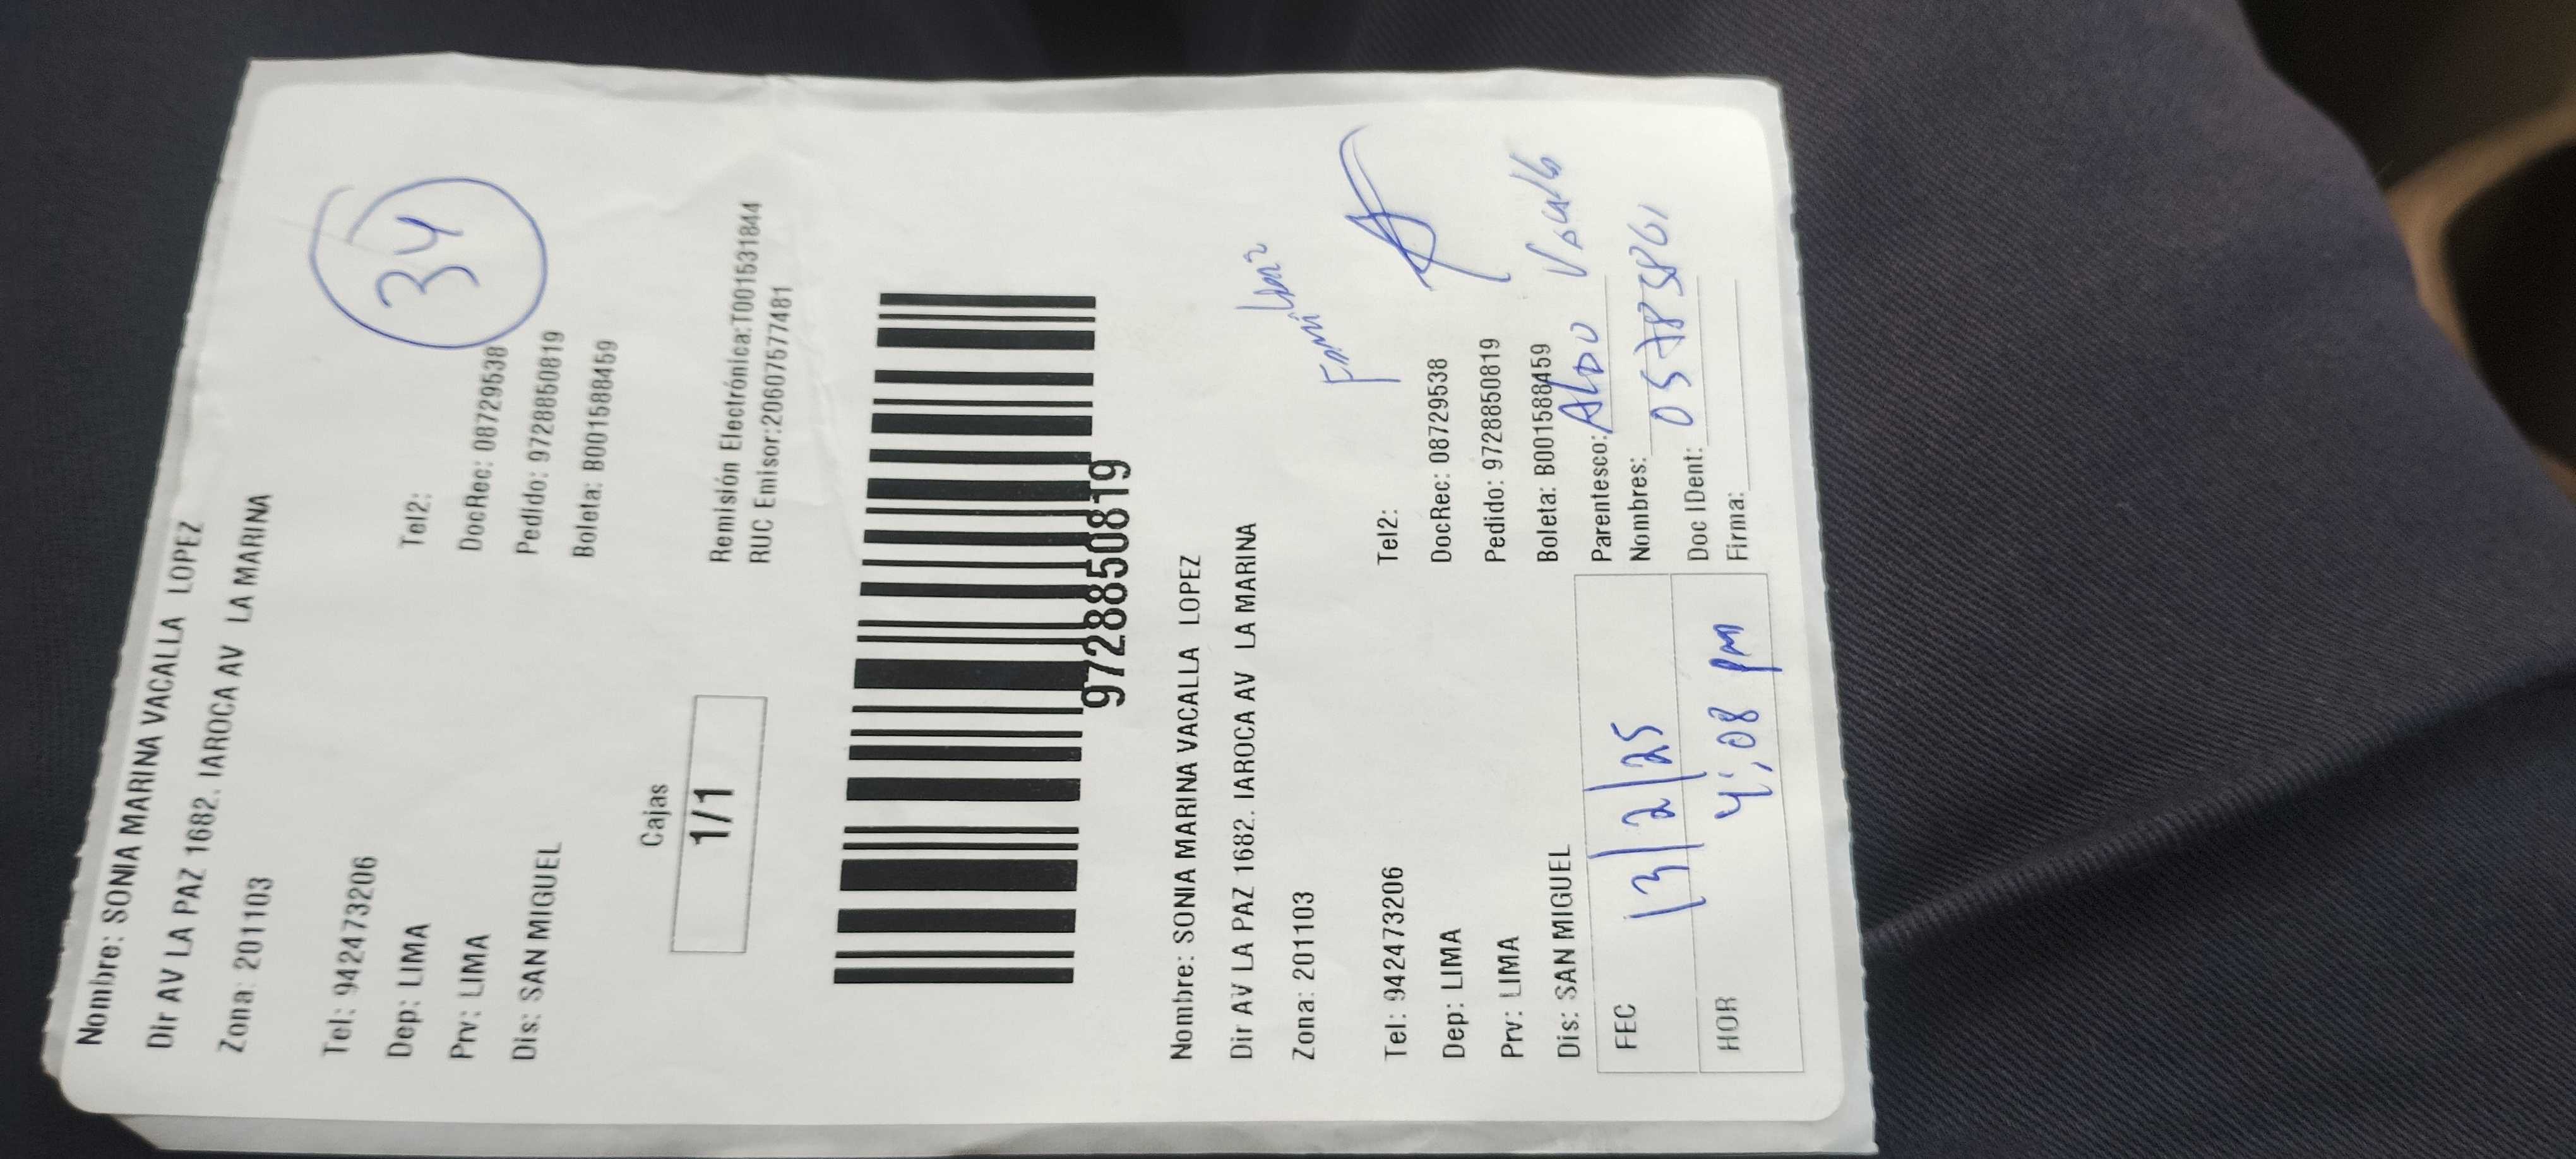 Nombre: SONIA MARINA VACALLA LOPEZ
Dir AV LA PAZ 1682. IAROCA AV LA MARINA
Zona: 201103
34
Tel: 942473206 Tel2:
Dep: LIMA DocRec: 08729538
Prv: LIMA Pedido: 97288850819
Dis: SAN MIGUEL Boleta: B001588459
Cajas
1/1
Remisión Electrónica:T001531844
RUC Emisor:20607577481
97288850819
Nombre: SONIA MARINA VACALLA LOPEZ
Dir AV LA PAZ 1682. IAROCA AV LA MARINA
Zona: 201103
Tel: 942473206 Tel2:
Dep: LIMA DocRec: 08729538
Prv: LIMA Pedido: 97288850819
Dis: SAN MIGUEL Boleta: B001588459
FEC 13/2/25
HOR 4:08 pm
Parentesco: ALDO
Nombres:
Doc IDent:
Firma: